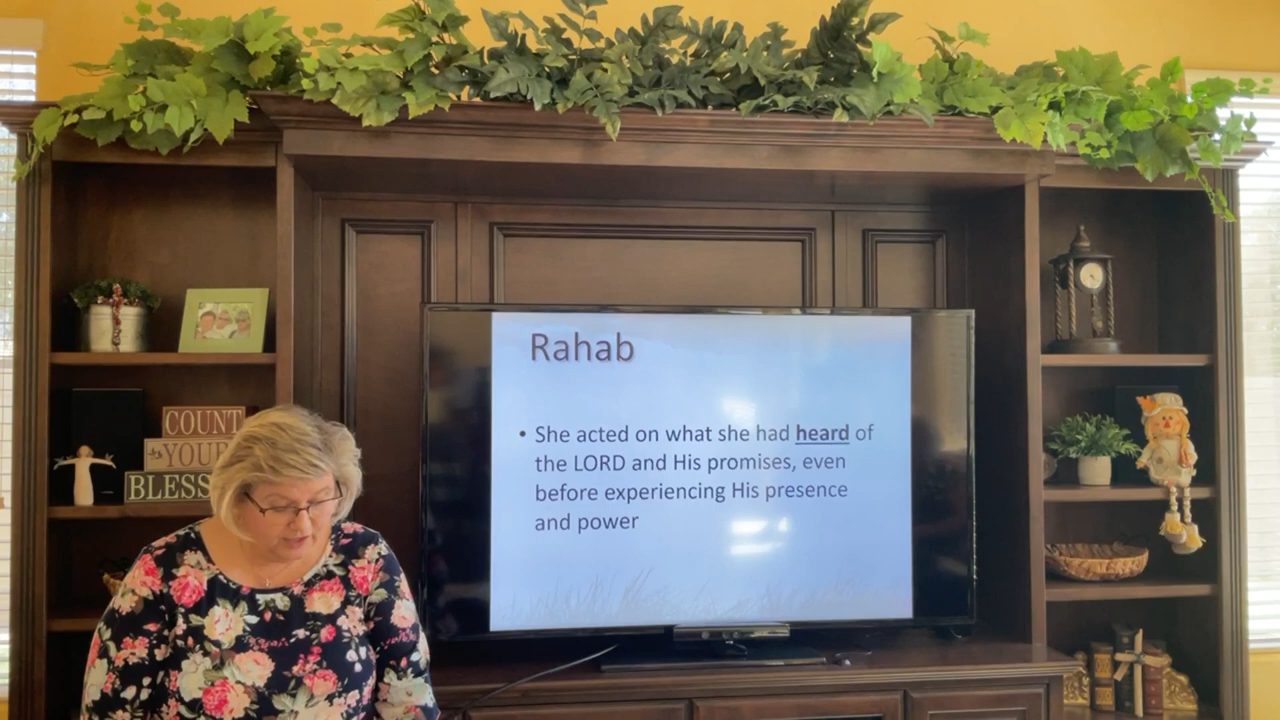 Rahab
• She acted on what she had heard of
the LORD and His promises, even
before experiencing His presence
and power
COUNT
YOUR
BLESS